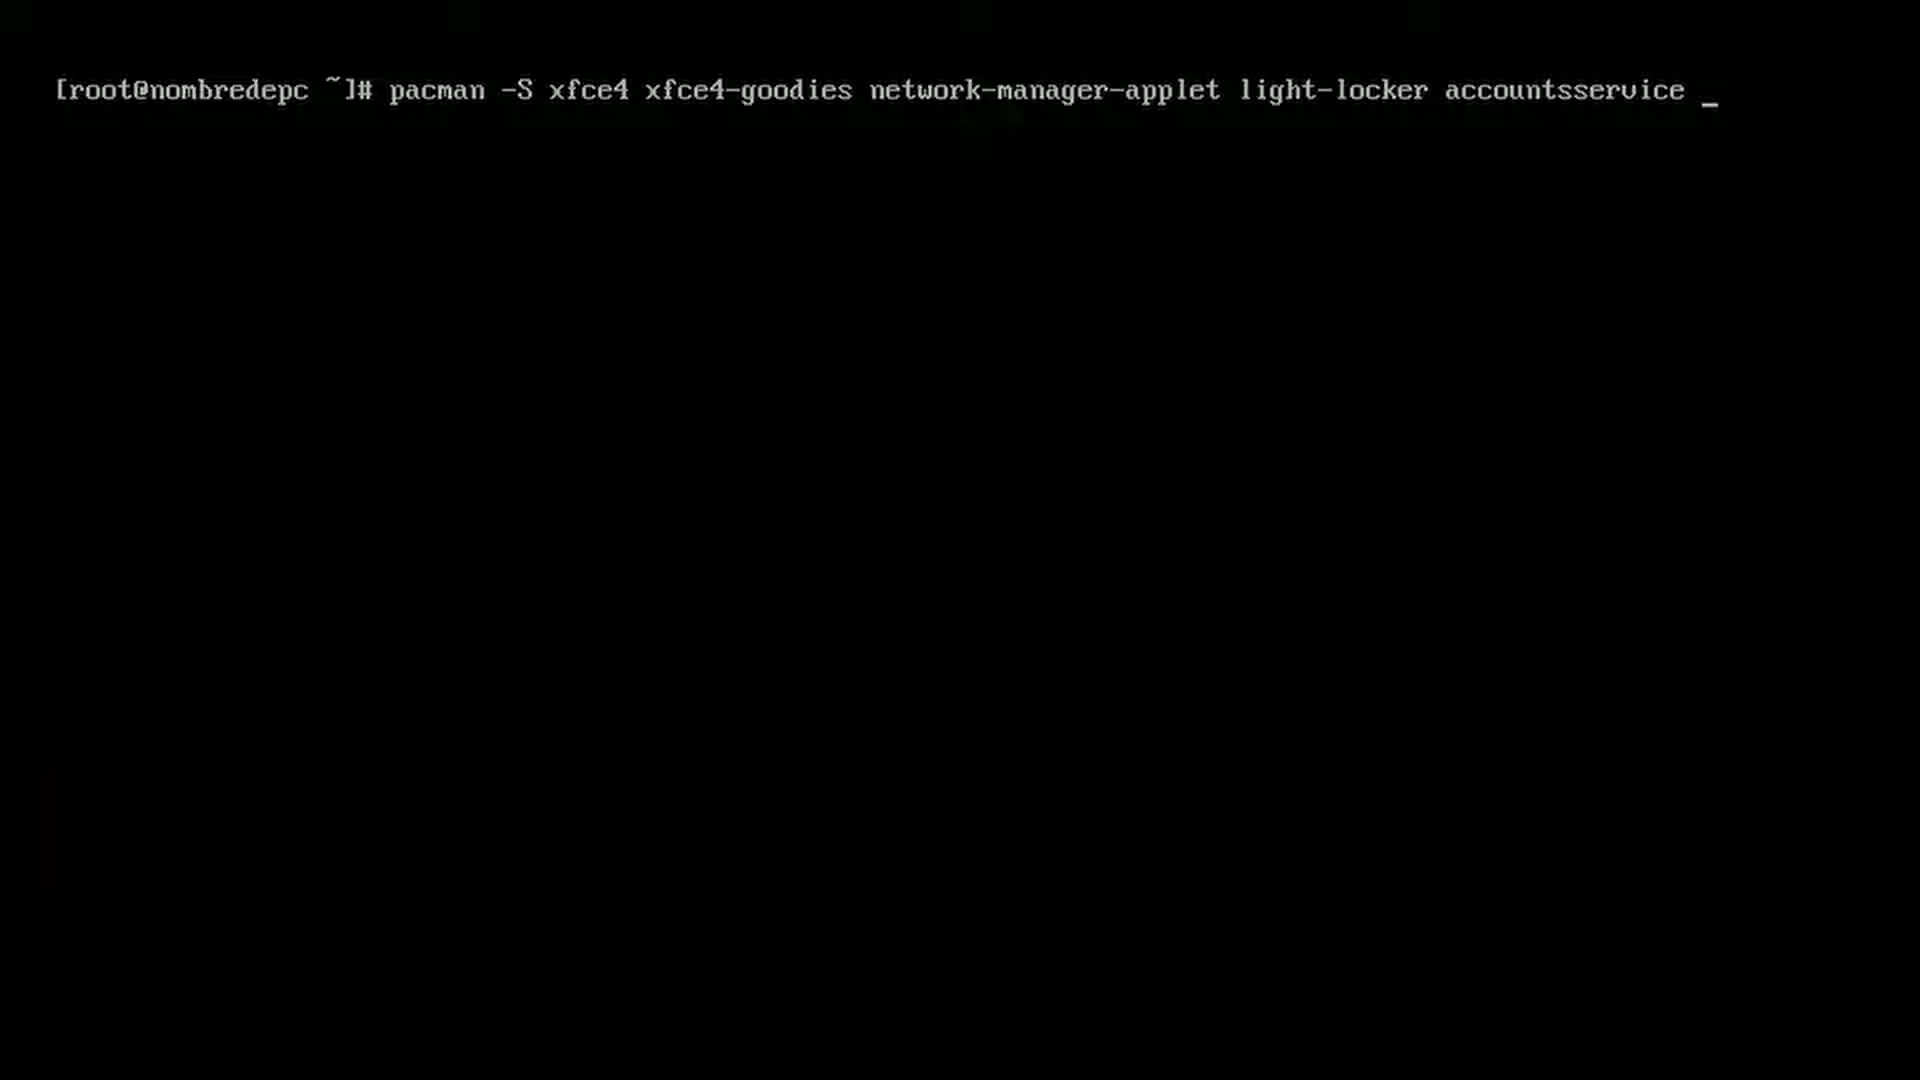 [root@nombredepc ~]# pacman -S xfce4 xfce4-goodies network-manager-applet light-locker accountsservice _